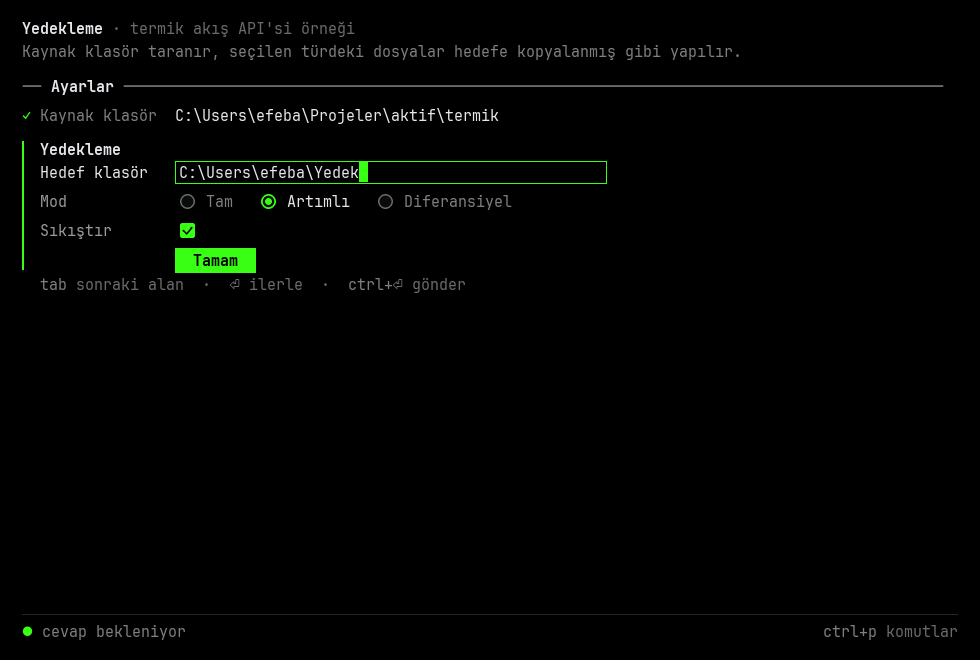 Yedekleme · termik akış API'si örneği
Kaynak klasör taranır, seçilen türdeki dosyalar hedefe kopyalanmış gibi yapılır.
Ayarlar
✓ Kaynak klasör C:\Users\efeba\Projeler\aktif\termik
Yedekleme
Hedef klasör C:\Users\efeba\Yedek
Mod Tam Artımlı Diferansiyel
Sıkıştır
Tamam
tab sonraki alan · ⏎ ilerle · ctrl+⏎ gönder
cevap bekleniyor ctrl+p komutlar